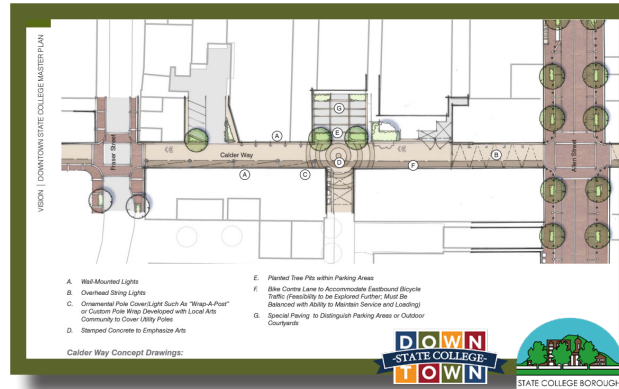 VISION | DOWNTOWN STATE COLLEGE MASTER PLAN
Fraser Street
Calder Way
Allen Street
A
A
B
C
D
E
F
G
A. Wall-Mounted Lights
B. Overhead String Lights
C. Ornamental Pole Cover/Light Such As "Wrap-A-Post"
or Custom Pole Wrap Developed with Local Arts
Community to Cover Utility Poles
D. Stamped Concrete to Emphasize Arts
E. Planted Tree Pits within Parking Areas
F. Bike Contra Lane to Accommodate Eastbound Bicycle
Traffic (Feasibility to be Explored Further; Must Be
Balanced with Ability to Maintain Service and Loading)
G. Special Paving to Distinguish Parking Areas or Outdoor
Courtyards
Calder Way Concept Drawings:
DOWN
-STATE COLLEGE-
TOWN
STATE COLLEGE BOROUGH